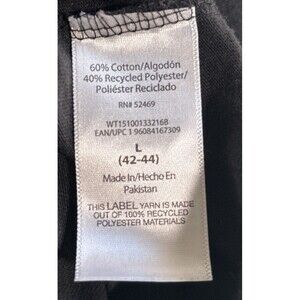 60% Cotton/Algodón
40% Recycled Polyester/
Poliéster Reciclado
RN# 52469
WT15100133216B
EAN/UPC 1 96084167309
L
(42-44)
Made In/Hecho En
Pakistan
THIS LABEL YARN IS MADE
OUT OF 100% RECYCLED
POLYESTER MATERIALS